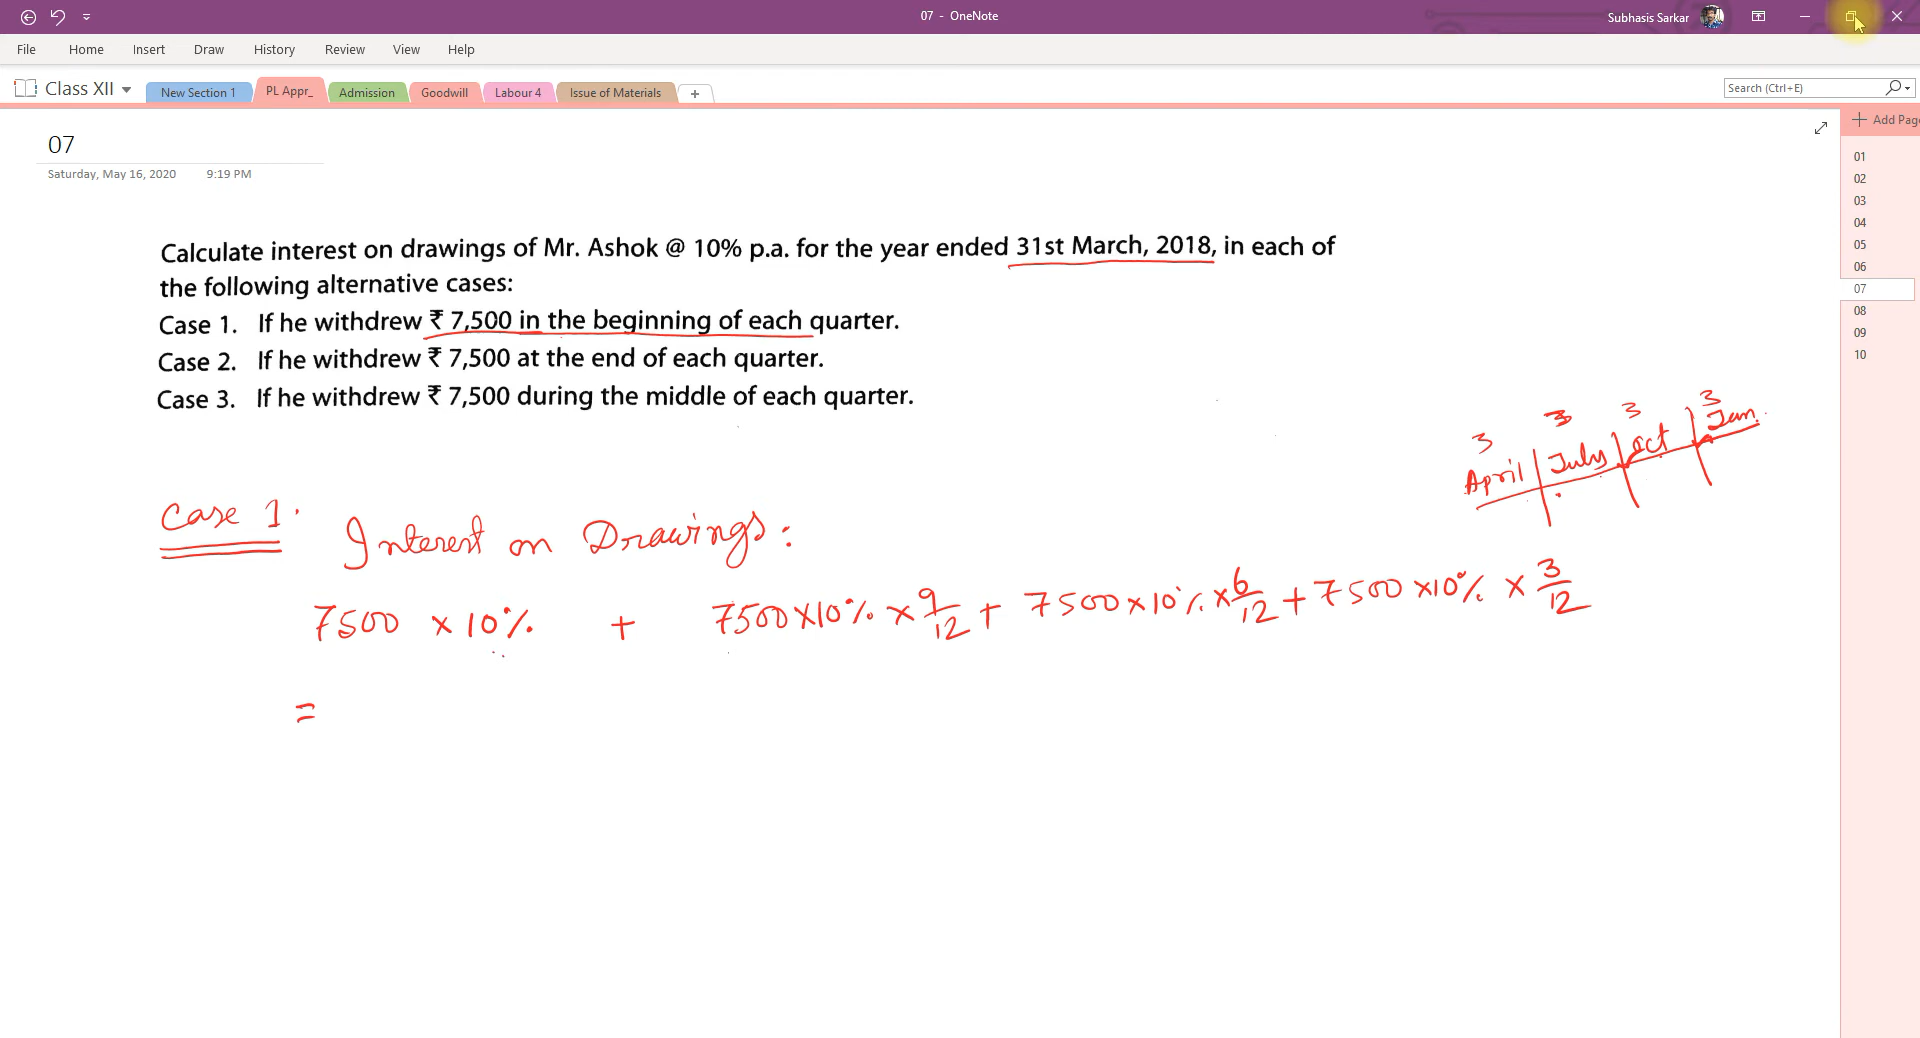 07 - OneNote
Subhasis Sarkar
File Home Insert Draw History Review View Help
Class XII
New Section 1
PL Appr_
Admission
Goodwill
Labour 4
Issue of Materials
+
Search (Ctrl+E)
07
Saturday, May 16, 2020 9:19 PM
Calculate interest on drawings of Mr. Ashok @ 10% p.a. for the year ended 31st March, 2018, in each of
the following alternative cases:
Case 1. If he withdrew ₹ 7,500 in the beginning of each quarter.
Case 2. If he withdrew ₹ 7,500 at the end of each quarter.
Case 3. If he withdrew ₹ 7,500 during the middle of each quarter.
3 3 3 3
April | July | Oct | Jan.
Case 1.
Interest on Drawings:
7500 × 10% + 7500 × 10% × 9/12 + 7500 × 10% × 6/12 + 7500 × 10% × 3/12
=
+ Add Page
01
02
03
04
05
06
07
08
09
10